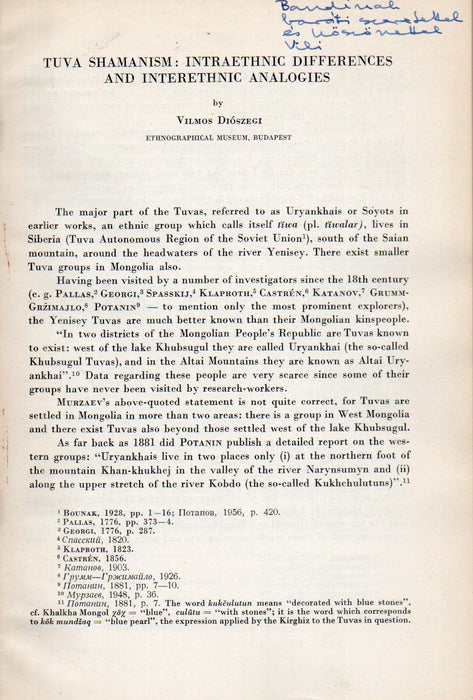 Bandinak
baráti szeretettel
és köszönettel
Vili
TUVA SHAMANISM: INTRAETHNIC DIFFERENCES
AND INTERETHNIC ANALOGIES
by
VILMOS DIÓSZEGI
ETHNOGRAPHICAL MUSEUM, BUDAPEST
The major part of the Tuvas, referred to as Uryankhais or Soyots in
earlier works, an ethnic group which calls itself tïwa (pl. tïwalar), lives in
Siberia (Tuva Autonomous Region of the Soviet Union¹), south of the Saian
mountain, around the headwaters of the river Yenisey. There exist smaller
Tuva groups in Mongolia also.
Having been visited by a number of investigators since the 18th century
(e. g. PALLAS,² GEORGI,³ SPASSKIJ,⁴ KLAPROTH,⁵ CASTRÉN,⁶ KATANOV,⁷ GRUMM-
GRŽIMAJLO,⁸ POTANIN⁹ — to mention only the most prominent explorers),
the Yenisey Tuvas are much better known than their Mongolian kinspeople.
"In two districts of the Mongolian People's Republic are Tuvas known
to exist: west of the lake Khubsugul they are called Uryankhai (the so-called
Khubsugul Tuvas), and in the Altai Mountains they are known as Altai Ury-
ankhai".¹⁰ Data regarding these people are very scarce since some of their
groups have never been visited by research-workers.
MURZAEV's above-quoted statement is not quite correct, for Tuvas are
settled in Mongolia in more than two areas: there is a group in West Mongolia
and there exist Tuvas also beyond those settled west of the lake Khubsugul.
As far back as 1881 did POTANIN publish a detailed report on the wes-
tern groups: "Uryankhais live in two places only (i) at the northern foot of
the mountain Khan-khukhej in the valley of the river Narynsumyn and (ii)
along the upper stretch of the river Kobdo (the so-called Kukhchulutuns)".¹¹
¹ BOUNAK, 1928, pp. 1—16; Потапов, 1956, p. 420.
² PALLAS, 1776, pp. 373—4.
³ GEORGI, 1776, p. 287.
⁴ Спасский, 1820.
⁵ KLAPROTH, 1823.
⁶ CASTRÉN, 1856.
⁷ Катанов, 1903.
⁸ Грумм—Гржимайло, 1926.
⁹ Потанин, 1881, pp. 7—10.
¹⁰ Мурзаев, 1948, p. 36.
¹¹ Потанин, 1881, p. 7. The word kukčulutun means "decorated with blue stones",
cf. Khalkha Mongol χöχ = "blue", culūtu = "with stones"; it is the word which corresponds
to kök mundžaq = "blue pearl", the expression applied by the Kirghiz to the Tuvas in question.